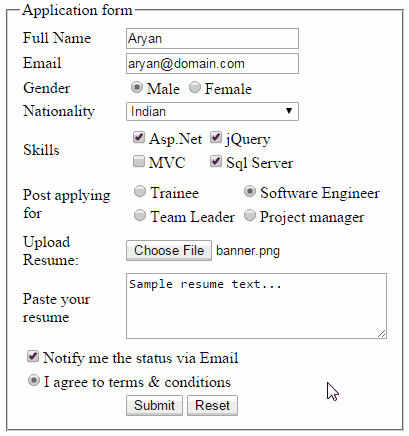 Application form
Full Name Aryan
Email aryan@domain.com
Gender Male Female
Nationality Indian
Skills Asp.Net jQuery
MVC Sql Server
Post applying for Trainee Software Engineer
Team Leader Project manager
Upload Resume: Choose File banner.png
Paste your resume Sample resume text...
Notify me the status via Email
I agree to terms & conditions
Submit Reset